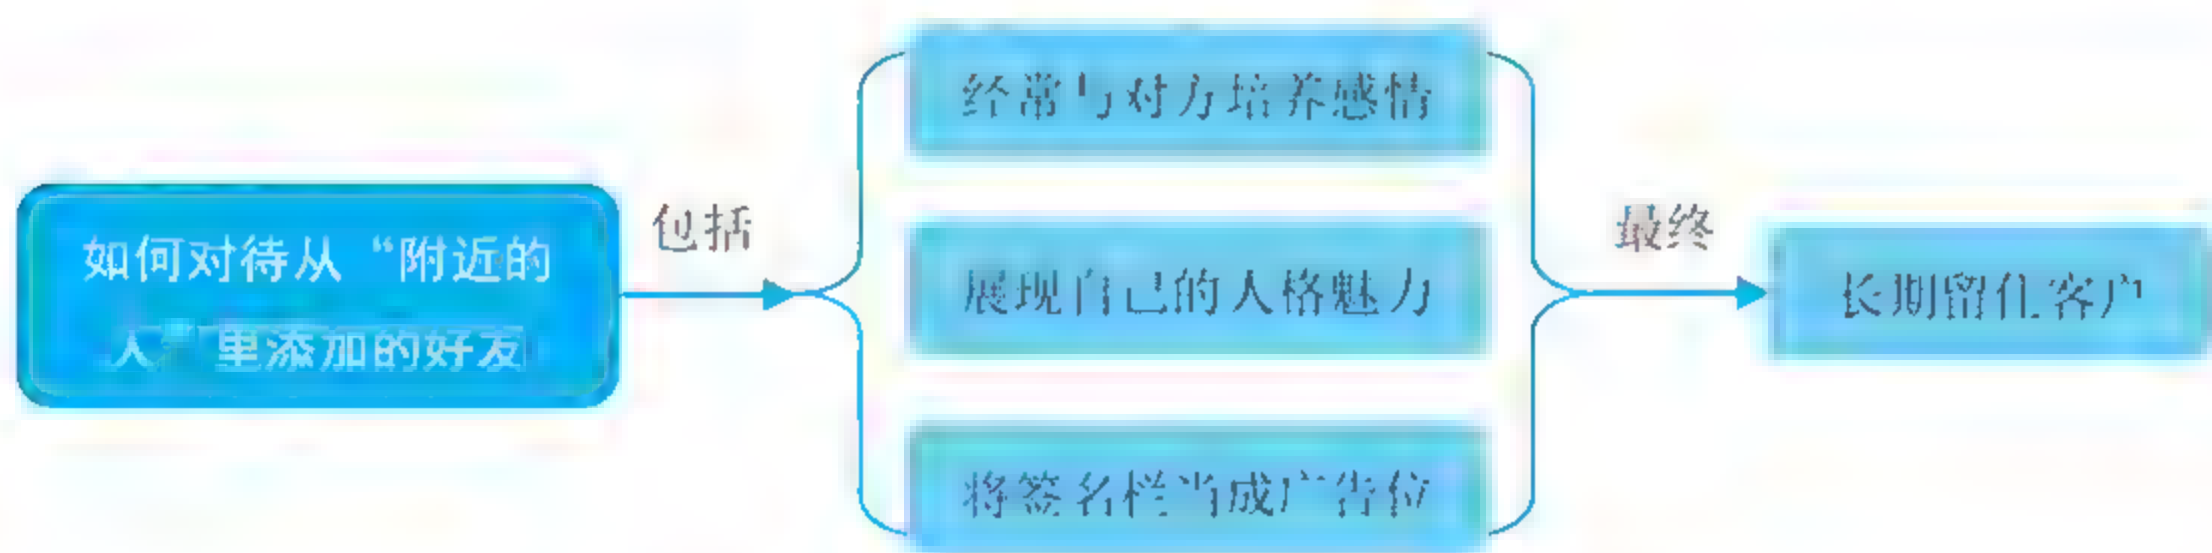 如何对待从“附近的
人”里添加的好友
包括
经常与对方培养感情
展现自己的人格魅力
将签名栏当成广告位
最终
长期留住客户